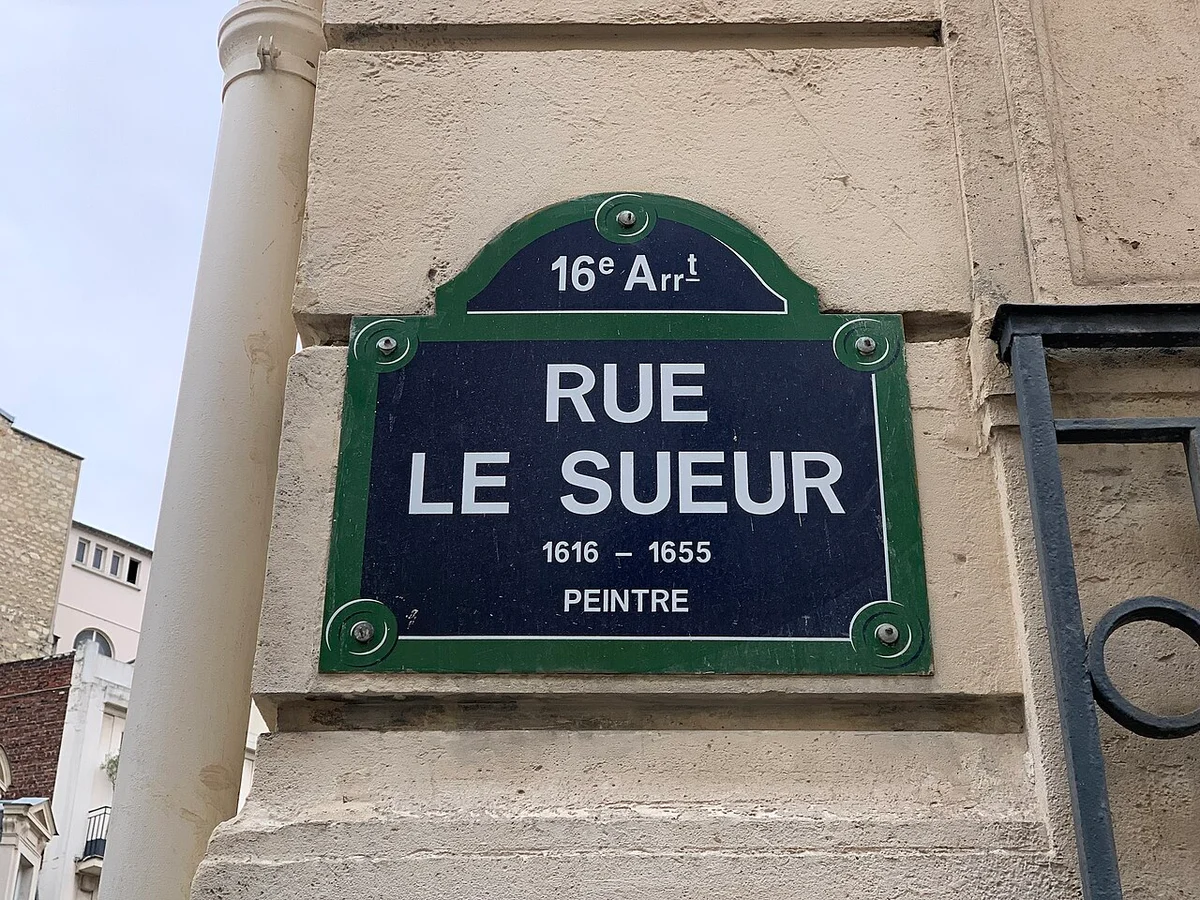 16e Arrt
RUE
LE SUEUR
1616 – 1655
PEINTRE